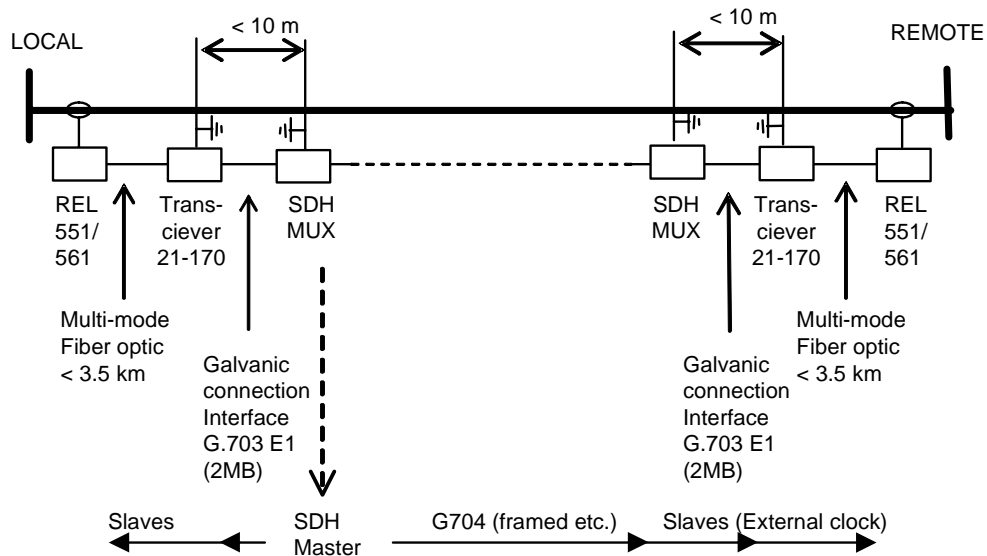 < 10 m
< 10 m
LOCAL
REMOTE
REL
551/
561
Trans-
ciever
21-170
SDH
MUX
SDH
MUX
Trans-
ciever
21-170
REL
551/
561
Multi-mode
Fiber optic
< 3.5 km
Galvanic
connection
Interface
G.703 E1
(2MB)
Galvanic
connection
Interface
G.703 E1
(2MB)
Multi-mode
Fiber optic
< 3.5 km
Slaves
SDH
Master
G704 (framed etc.)
Slaves (External clock)